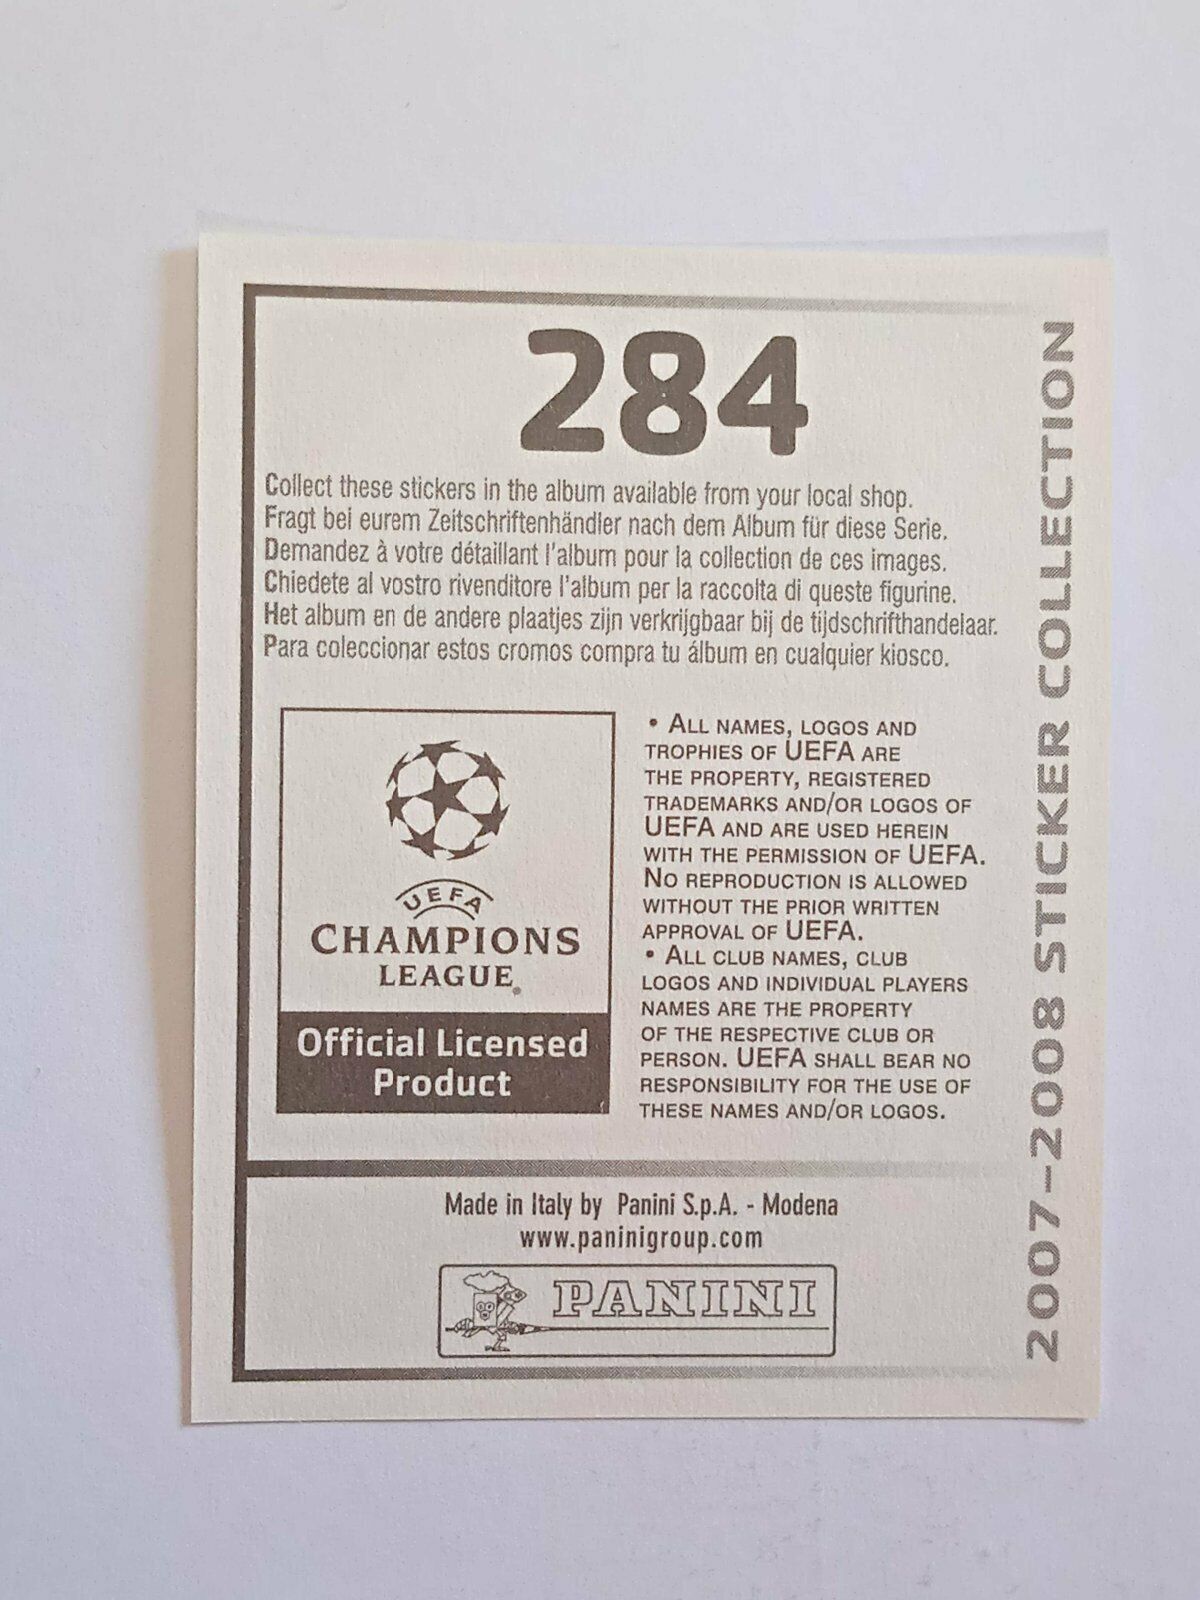 284
Collect these stickers in the album available from your local shop.
Fragt bei eurem Zeitschriftenhändler nach dem Album für diese Serie.
Demandez à votre détaillant l'album pour la collection de ces images.
Chiedete al vostro rivenditore l'album per la raccolta di queste figurine.
Het album en de andere plaatjes zijn verkrijgbaar bij de tijdschrifthandelaar.
Para coleccionar estos cromos compra tu álbum en cualquier kiosco.
UEFA
CHAMPIONS
LEAGUE
Official Licensed
Product
• ALL NAMES, LOGOS AND
TROPHIES OF UEFA ARE
THE PROPERTY, REGISTERED
TRADEMARKS AND/OR LOGOS OF
UEFA AND ARE USED HEREIN
WITH THE PERMISSION OF UEFA.
NO REPRODUCTION IS ALLOWED
WITHOUT THE PRIOR WRITTEN
APPROVAL OF UEFA.
• ALL CLUB NAMES, CLUB
LOGOS AND INDIVIDUAL PLAYERS
NAMES ARE THE PROPERTY
OF THE RESPECTIVE CLUB OR
PERSON. UEFA SHALL BEAR NO
RESPONSIBILITY FOR THE USE OF
THESE NAMES AND/OR LOGOS.
Made in Italy by Panini S.p.A. - Modena
www.paninigroup.com
PANINI
2007–2008 STICKER COLLECTION